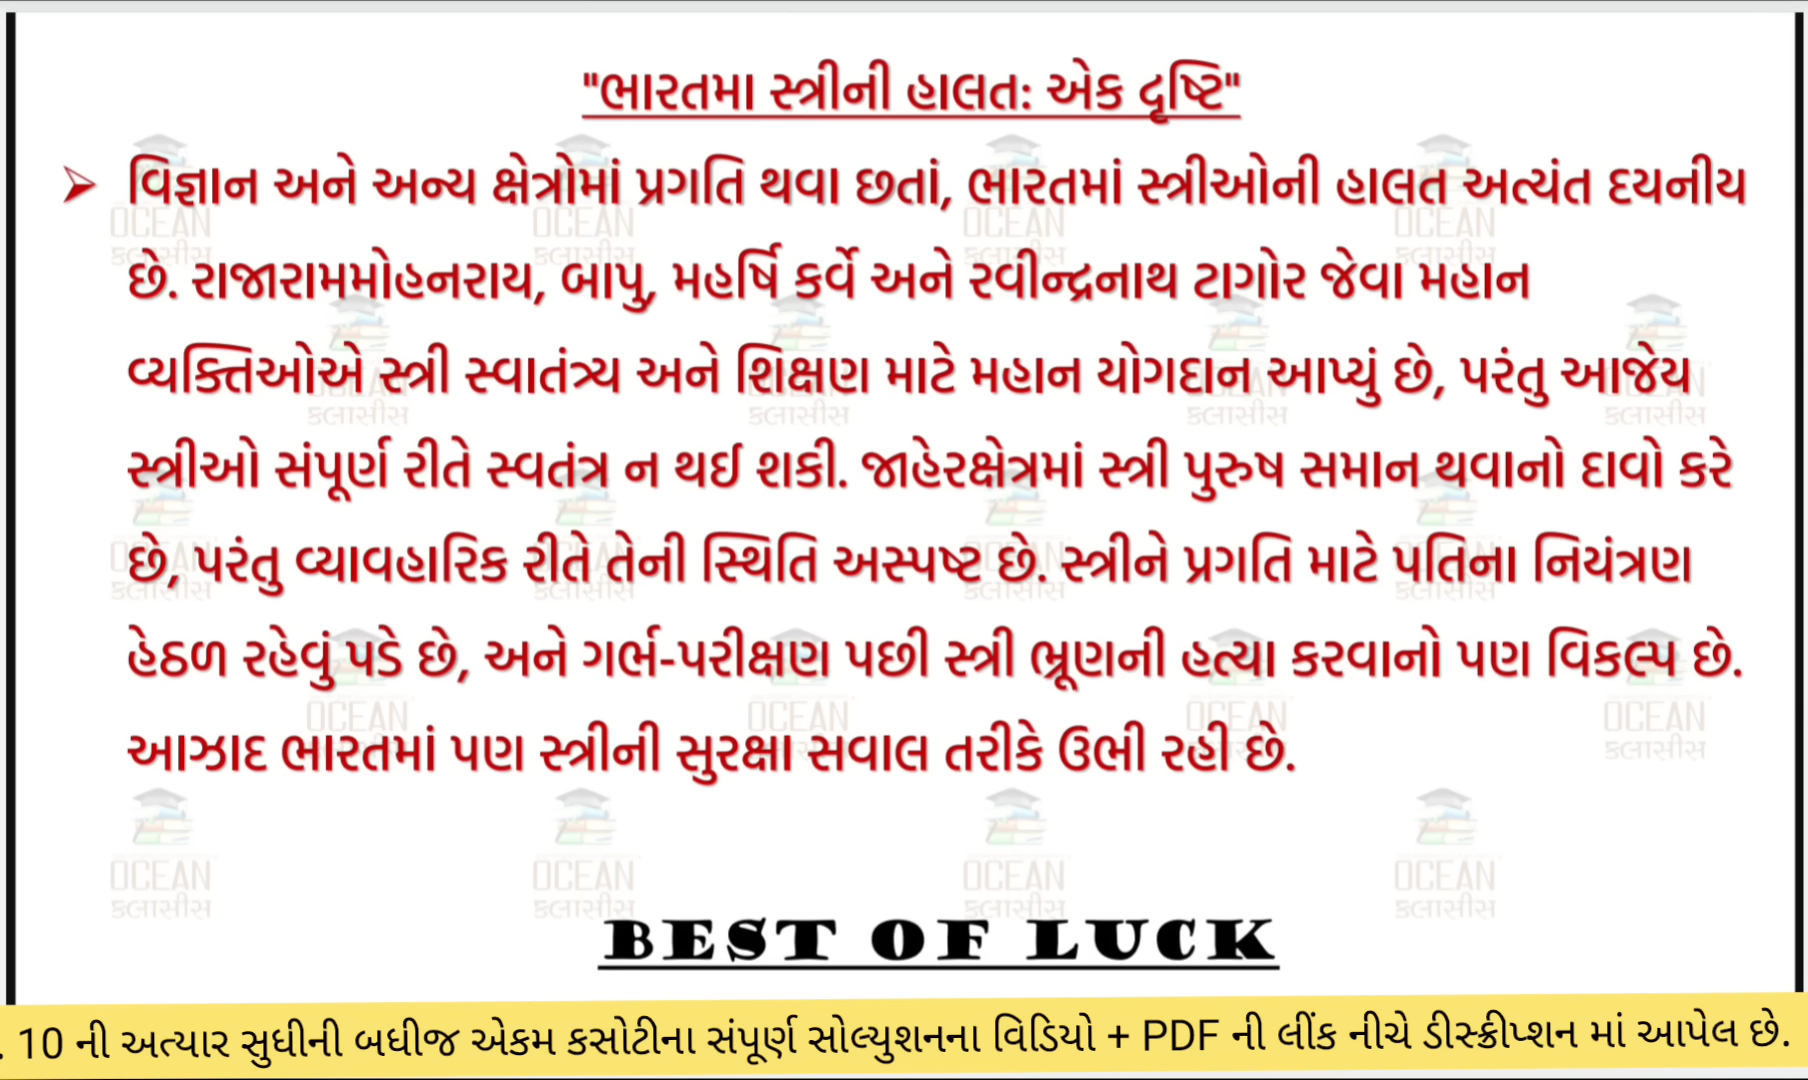 "ભારતમા સ્ત્રીની હાલતઃ એક દૃષ્ટિ"
➢ વિજ્ઞાન અને અન્ય ક્ષેત્રોમાં પ્રગતિ થવા છતાં, ભારતમાં સ્ત્રીઓની હાલત અત્યંત દયનીય
છે. રાજારામમોહનરાય, બાપુ, મહર્ષિ કર્વે અને રવીન્દ્રનાથ ટાગોર જેવા મહાન
વ્યક્તિઓએ સ્ત્રી સ્વાતંત્ર્ય અને શિક્ષણ માટે મહાન યોગદાન આપ્યું છે, પરંતુ આજેય
સ્ત્રીઓ સંપૂર્ણ રીતે સ્વતંત્ર ન થઈ શકી. જાહેરક્ષેત્રમાં સ્ત્રી પુરુષ સમાન થવાનો દાવો કરે
છે, પરંતુ વ્યાવહારિક રીતે તેની સ્થિતિ અસ્પષ્ટ છે. સ્ત્રીને પ્રગતિ માટે પતિના નિયંત્રણ
હેઠળ રહેવું પડે છે, અને ગર્ભ-પરીક્ષણ પછી સ્ત્રી ભ્રૂણની હત્યા કરવાનો પણ વિકલ્પ છે.
આઝાદ ભારતમાં પણ સ્ત્રીની સુરક્ષા સવાલ તરીકે ઉભી રહી છે.
OCEAN
કલાસીસ
BEST OF LUCK
. 10 ની અત્યાર સુધીની બધીજ એકમ કસોટીના સંપૂર્ણ સોલ્યુશનના વિડિયો + PDF ની લીંક નીચે ડીસ્ક્રીપ્શન માં આપેલ છે.